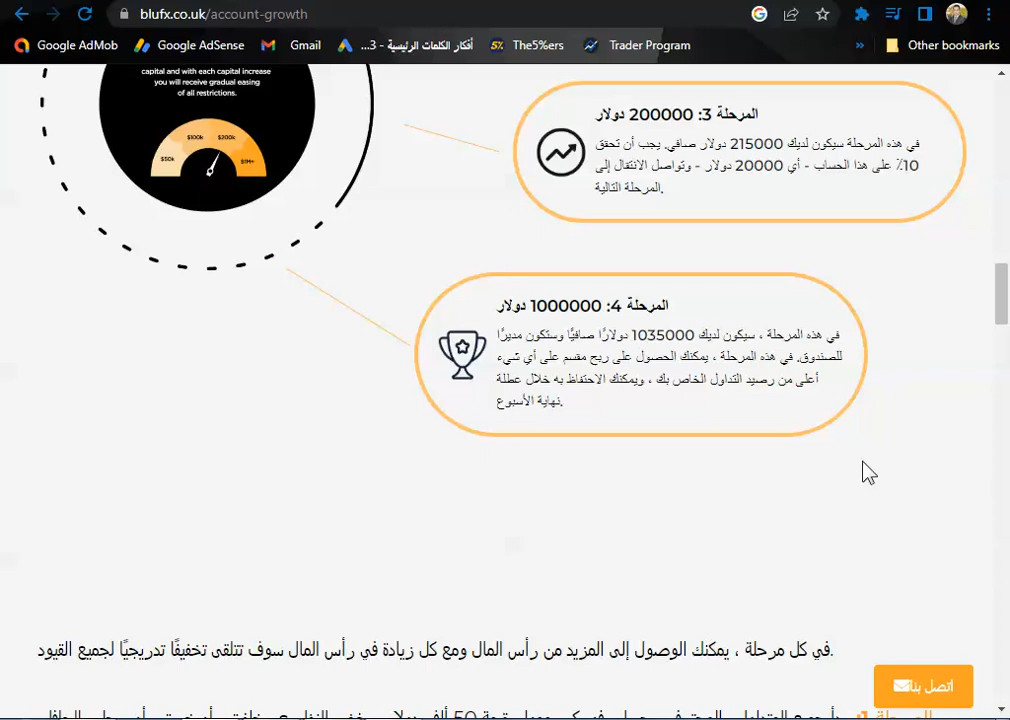 blufx.co.uk/account-growth
Google AdMob
Google AdSense
Gmail
أفكار الكلمات الرئيسية - 3...
The5%ers
Trader Program
»
Other bookmarks
capital and with each capital increase
you will receive gradual easing
of all restrictions.
$50k
$100k
$200k
$1M+
المرحلة 3: 200000 دولار
في هذه المرحلة سيكون لديك 215000 دولار صافي. يجب أن تحقق
10٪ على هذا الحساب - أي 20000 دولار - وتواصل الانتقال إلى
المرحلة التالية.
المرحلة 4: 1000000 دولار
في هذه المرحلة ، سيكون لديك 1035000 دولارًا صافيًا وستكون مديرًا
للصندوق. في هذه المرحلة ، يمكنك الحصول على ربح مقسم على أي شيء
أعلى من رصيد التداول الخاص بك ، ويمكنك الاحتفاظ به خلال عطلة
نهاية الأسبوع.
في كل مرحلة ، يمكنك الوصول إلى المزيد من رأس المال ومع كل زيادة في رأس المال سوف تتلقى تخفيفًا تدريجيًا لجميع القيود.
اتصل بنا